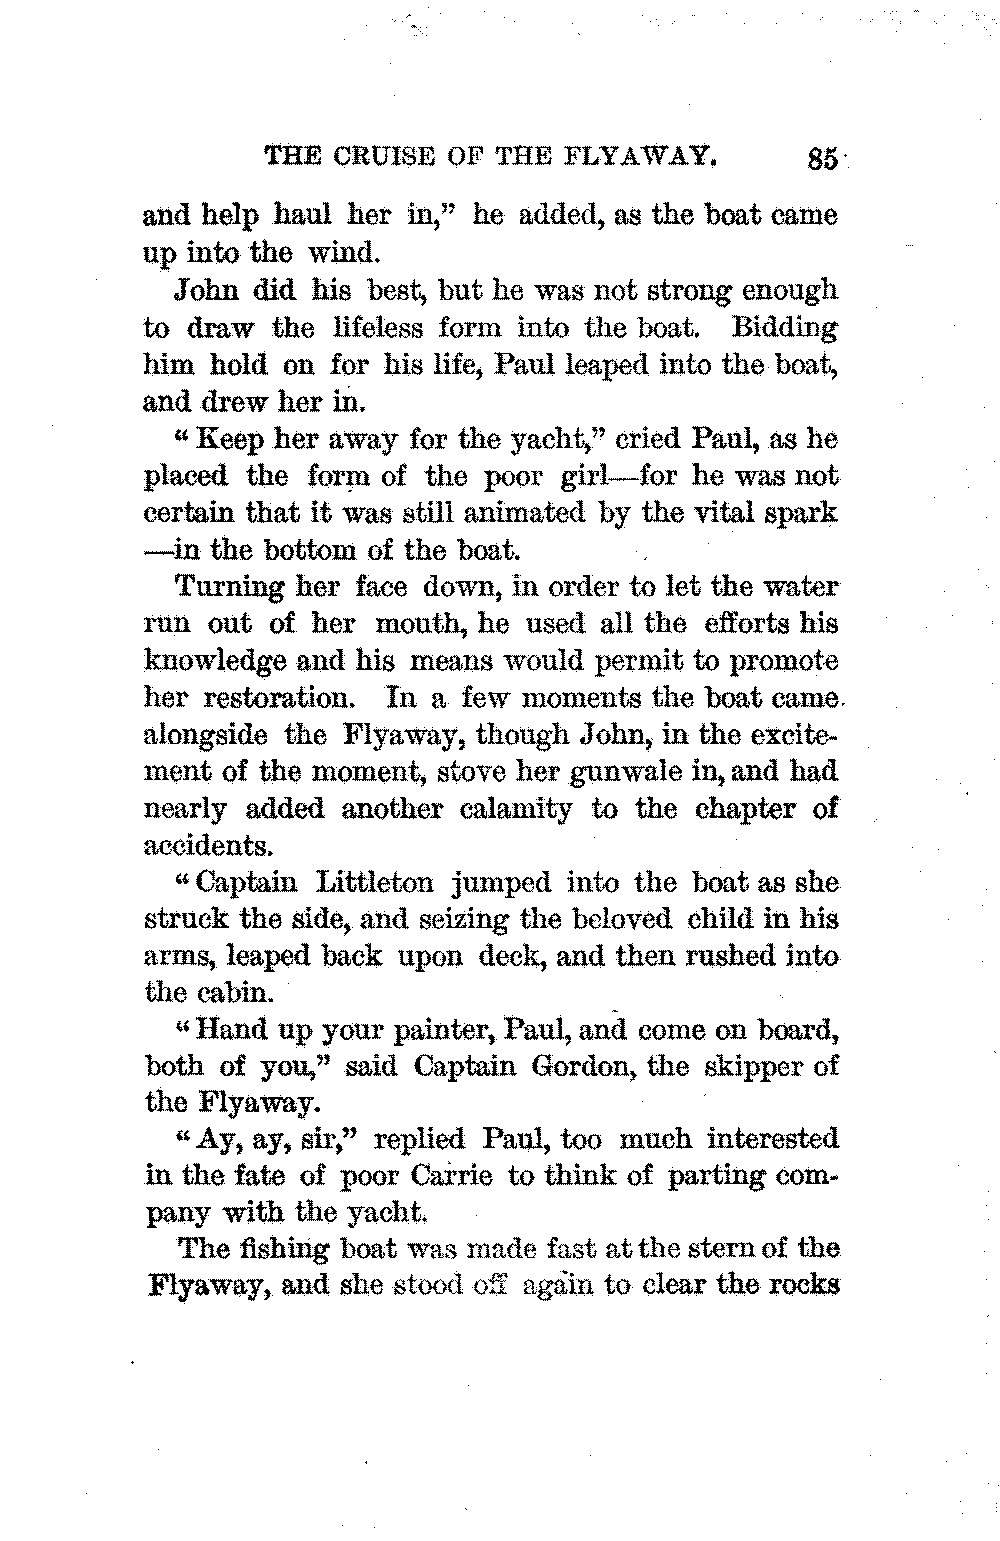 THE CRUISE OF THE FLYAWAY. 85
and help haul her in,” he added, as the boat came
up into the wind.
John did his best, but he was not strong enough
to draw the lifeless form into the boat. Bidding
him hold on for his life, Paul leaped into the boat,
and drew her in.
“Keep her away for the yacht,” cried Paul, as he
placed the form of the poor girl—for he was not
certain that it was still animated by the vital spark
—in the bottom of the boat.
Turning her face down, in order to let the water
run out of her mouth, he used all the efforts his
knowledge and his means would permit to promote
her restoration. In a few moments the boat came
alongside the Flyaway, though John, in the excite-
ment of the moment, stove her gunwale in, and had
nearly added another calamity to the chapter of
accidents.
“Captain Littleton jumped into the boat as she
struck the side, and seizing the beloved child in his
arms, leaped back upon deck, and then rushed into
the cabin.
“Hand up your painter, Paul, and come on board,
both of you,” said Captain Gordon, the skipper of
the Flyaway.
“Ay, ay, sir,” replied Paul, too much interested
in the fate of poor Carrie to think of parting com-
pany with the yacht.
The fishing boat was made fast at the stern of the
Flyaway, and she stood off again to clear the rocks